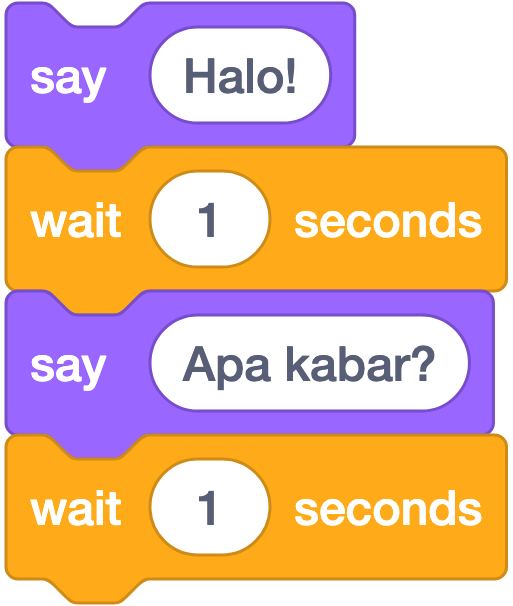 say Halo!
wait 1 seconds
say Apa kabar?
wait 1 seconds